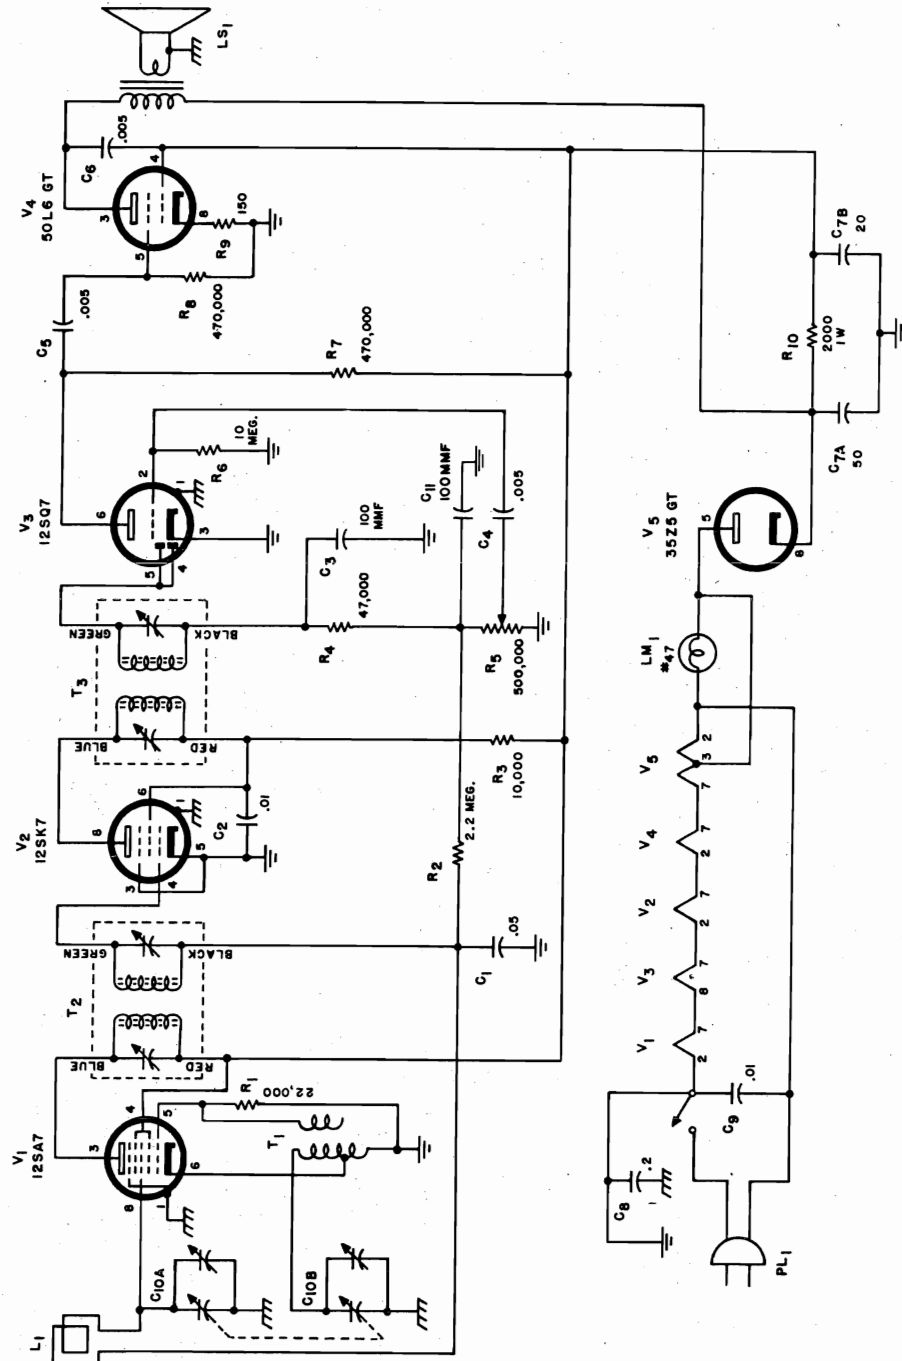 LS1
V4
50L6 GT
C6
.005
3
4
8
5
150
R9
R8
470,000
C5
.005
R7
470,000
V3
12SQ7
6
2
1
3
5
4
10
MEG.
R6
C11
100MMF
C3
100
MMF
C4
.005
GREEN
BLACK
T3
BLUE
RED
R4
47,000
R5
500,000
R3
10,000
V2
12SK7
8
6
1
5
3
4
C2
.01
R2
2.2 MEG.
GREEN
BLACK
T2
BLUE
RED
C1
.05
V1
12SA7
3
4
5
6
8
1
R1
22,000
T1
C10A
C10B
L1
C7B
20
R10
2000
1W
C7A
50
V5
35Z5 GT
5
8
LM1
#47
V5
2
3
7
V4
7
2
V2
7
2
V3
7
8
V1
7
2
C9
.01
C8
.2
1
PL1